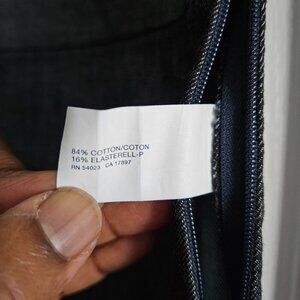 84% COTTON/COTON
16% ELASTERELL-P
RN 54023 CA 17897